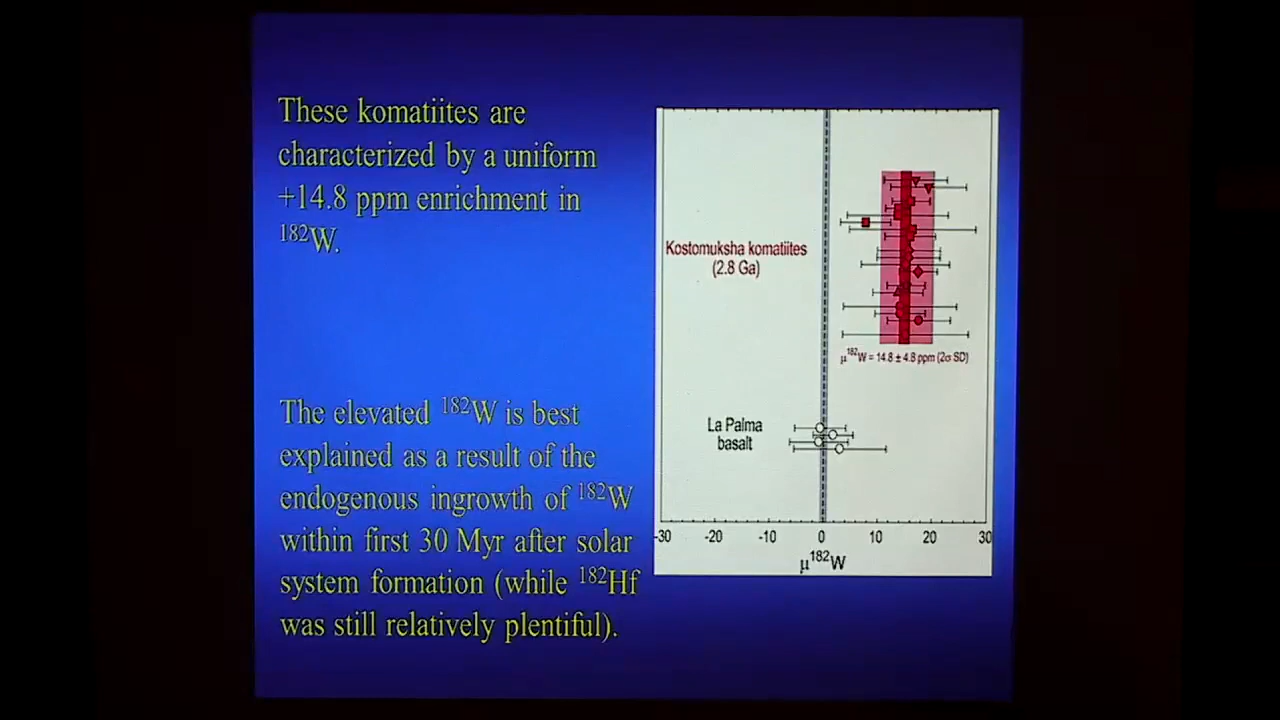 These komatiites are
characterized by a uniform
+14.8 ppm enrichment in
¹⁸²W.
The elevated ¹⁸²W is best
explained as a result of the
endogenous ingrowth of ¹⁸²W
within first 30 Myr after solar
system formation (while ¹⁸²Hf
was still relatively plentiful).
Kostomuksha komatiites
(2.8 Ga)
μ¹⁸²W = 14.8 ± 4.8 ppm (2σ SD)
La Palma
basalt
-30 -20 -10 0 10 20 30
μ¹⁸²W